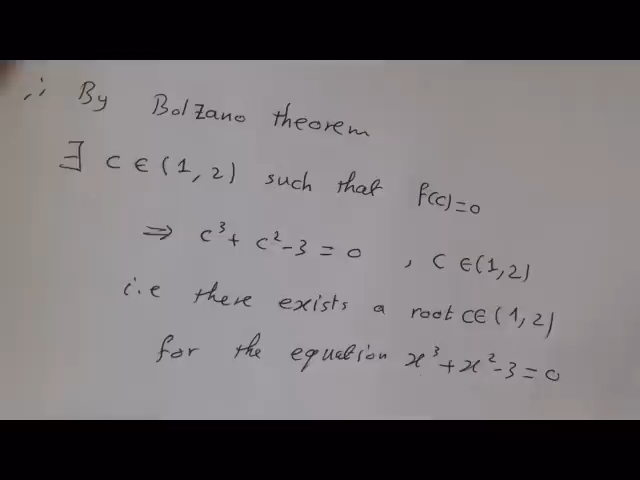 ∴ By Bolzano theorem
∃ c ∈ (1, 2) such that f(c)=0
⇒ c³ + c² - 3 = 0 , c ∈ (1,2)
i.e there exists a root c∈ (1, 2)
for the equation x³ + x² - 3 = 0